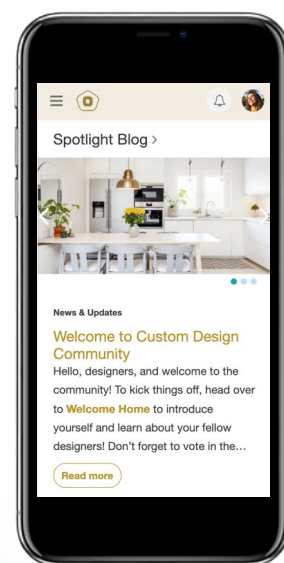 Spotlight Blog >
News & Updates
Welcome to Custom Design
Community
Hello, designers, and welcome to the
community! To kick things off, head over
to Welcome Home to introduce
yourself and learn about your fellow
designers! Don't forget to vote in the…
Read more